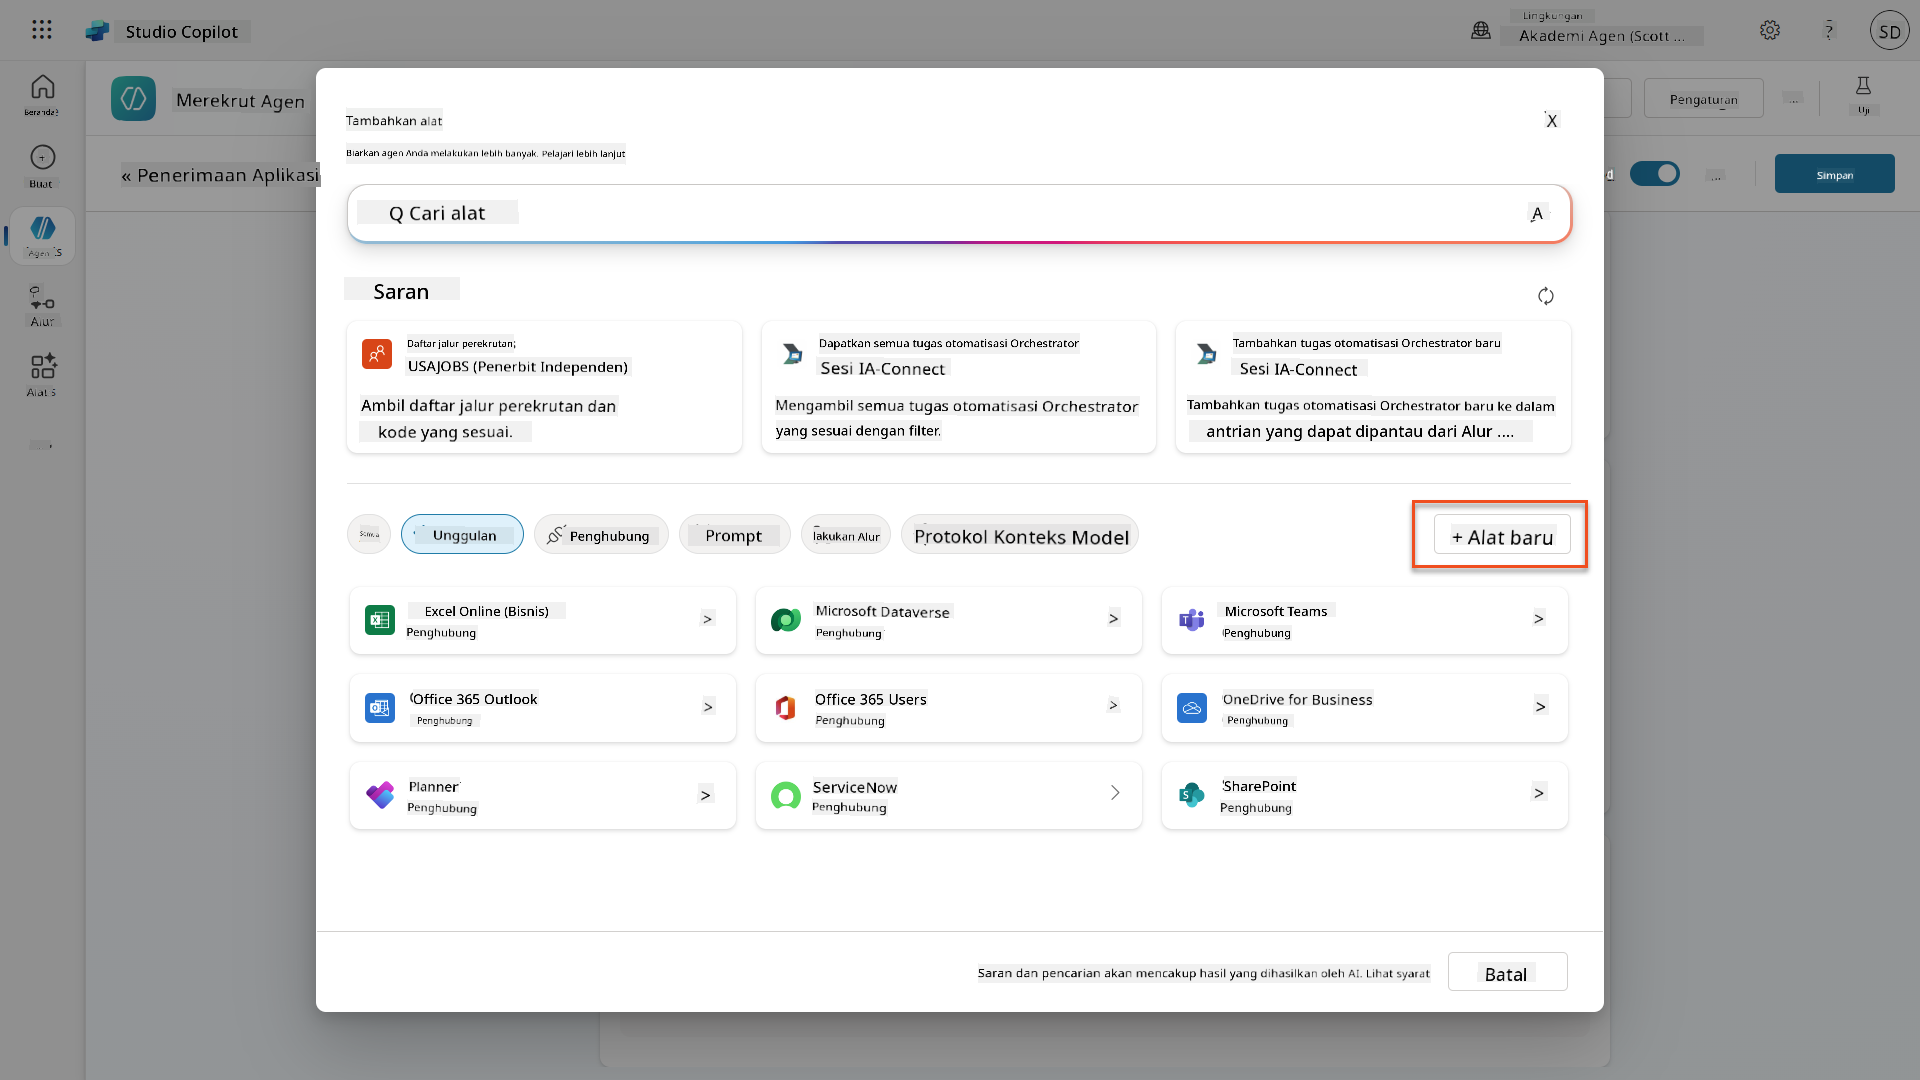 Studio Copilot
Lingkungan
Akademi Agen (Scott ...
?
SD
Beranda
Merekrut Agen
Pengaturan
...
Uji
Buat
« Penerimaan Aplikasi
...
Simpan
Agen
Alur
Alat
Tambahkan alat
X
Biarkan agen Anda melakukan lebih banyak. Pelajari lebih lanjut
Q Cari alat
A
Saran
Daftar jalur perekrutan;
USAJOBS (Penerbit Independen)
Ambil daftar jalur perekrutan dan
kode yang sesuai.
Dapatkan semua tugas otomatisasi Orchestrator
Sesi IA-Connect
Mengambil semua tugas otomatisasi Orchestrator
yang sesuai dengan filter.
Tambahkan tugas otomatisasi Orchestrator baru
Sesi IA-Connect
Tambahkan tugas otomatisasi Orchestrator baru ke dalam
antrian yang dapat dipantau dari Alur ....
Semua
Unggulan
Penghubung
Prompt
lakukan Alur
Protokol Konteks Model
+ Alat baru
Excel Online (Bisnis)
Penghubung
>
Microsoft Dataverse
Penghubung
>
Microsoft Teams
Penghubung
>
Office 365 Outlook
Penghubung
>
Office 365 Users
Penghubung
>
OneDrive for Business
Penghubung
>
Planner
Penghubung
>
ServiceNow
Penghubung
SharePoint
Penghubung
>
Saran dan pencarian akan mencakup hasil yang dihasilkan oleh AI. Lihat syarat
Batal